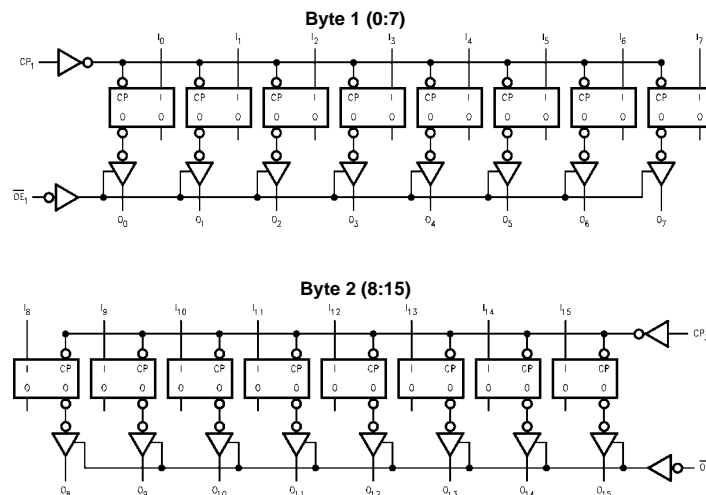 Byte 1 (0:7)
I0 I1 I2 I3 I4 I5 I6 I7
CP1
CP I CP I CP I CP I CP I CP I CP I CP I
O O O O O O O O O O O O O O O O
OE1
O0 O1 O2 O3 O4 O5 O6 O7
Byte 2 (8:15)
I8 I9 I10 I11 I12 I13 I14 I15
CP
I CP I CP I CP I CP I CP I CP I CP I CP
O O O O O O O O O O O O O O O O
O8 O9 O10 O11 O12 O13 O14 O15